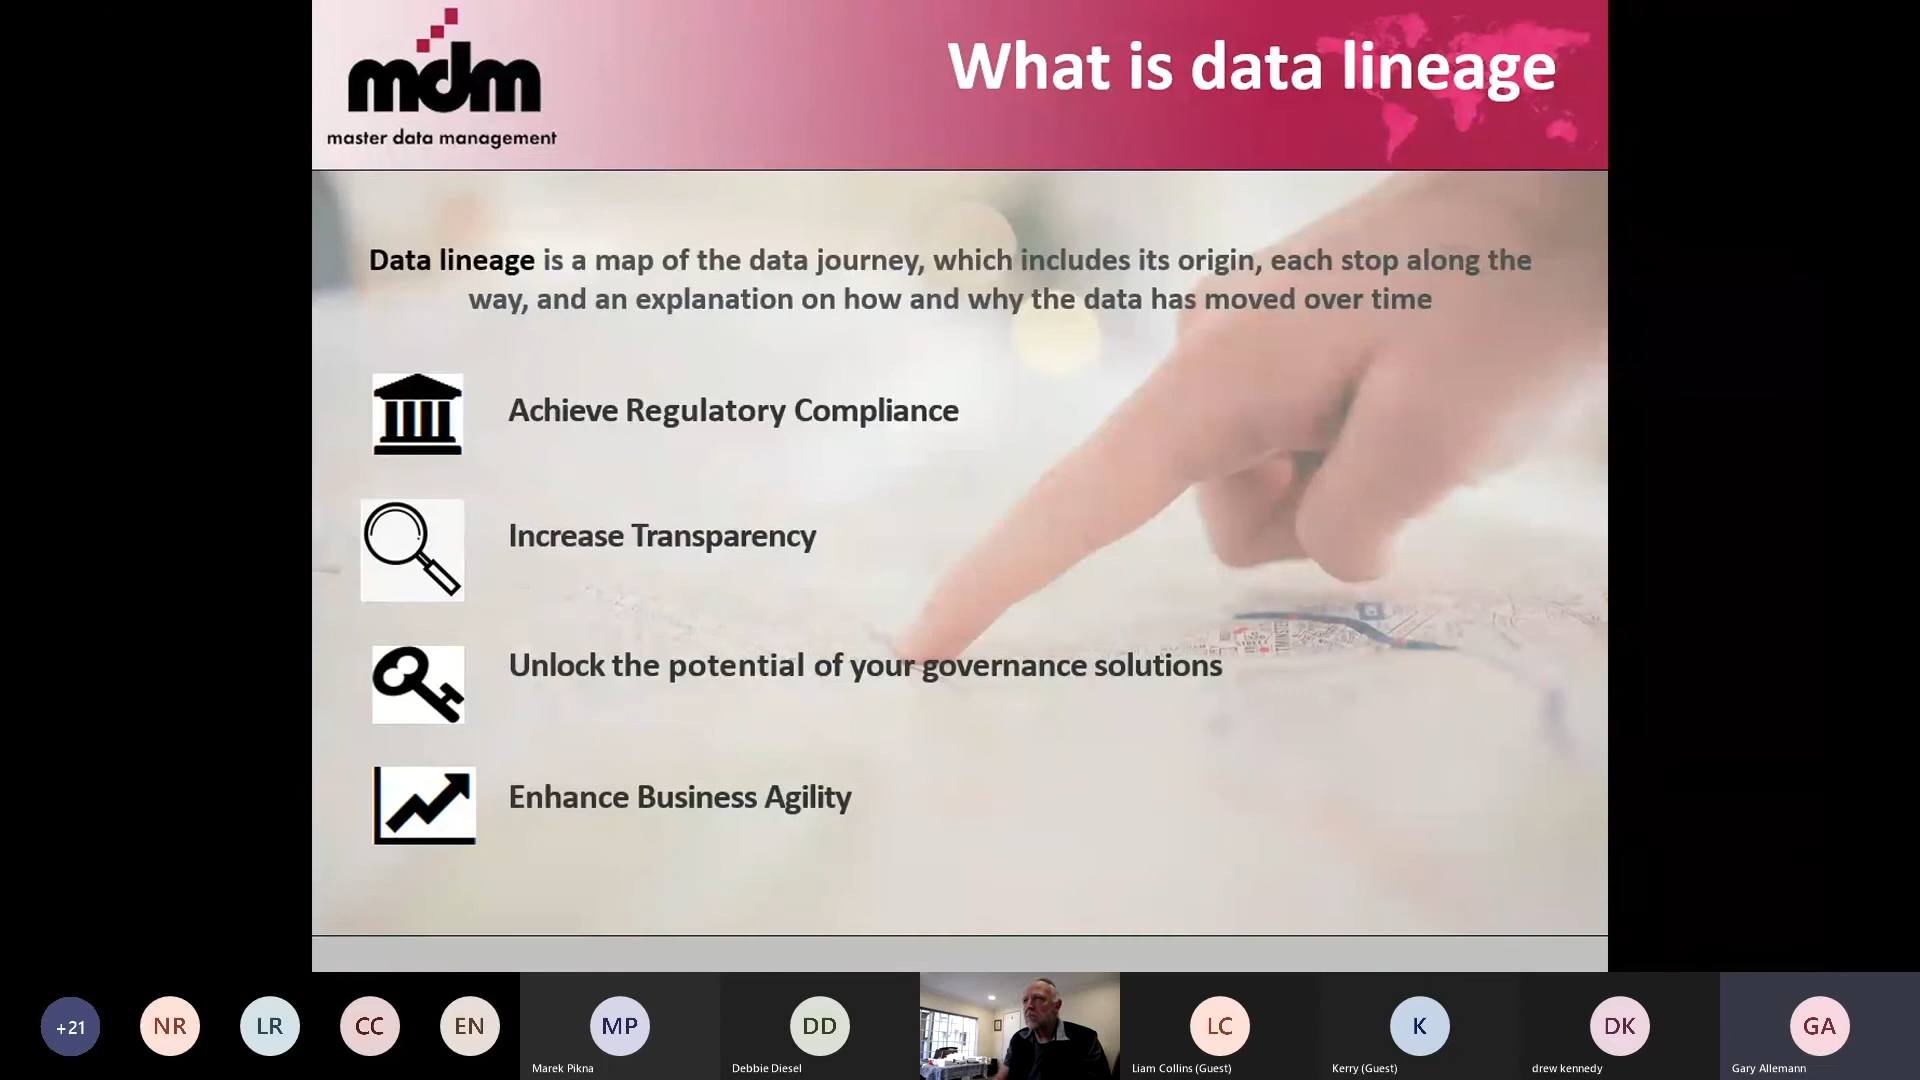 mdm
master data management
What is data lineage
Data lineage is a map of the data journey, which includes its origin, each stop along the
way, and an explanation on how and why the data has moved over time
Achieve Regulatory Compliance
Increase Transparency
Unlock the potential of your governance solutions
Enhance Business Agility
+21
NR
LR
CC
EN
MP
DD
LC
K
DK
GA
Marek Pikna
Debbie Diesel
Liam Collins (Guest)
Kerry (Guest)
drew kennedy
Gary Allemann